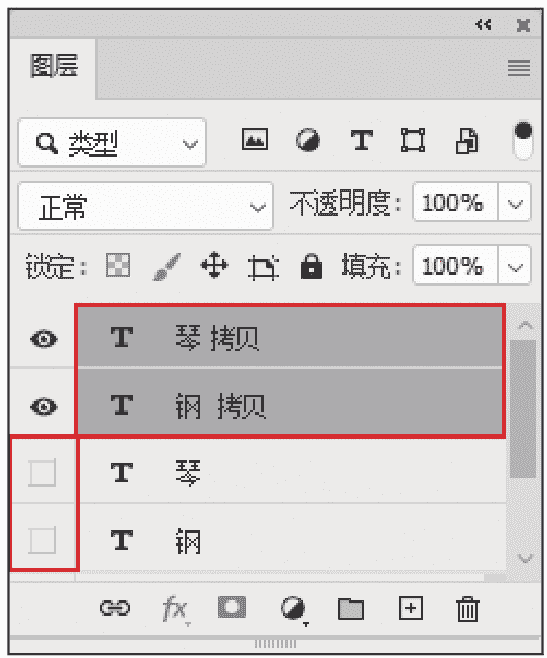 图层
类型
正常 不透明度: 100%
锁定: 填充: 100%
T 琴 拷贝
T 钢 拷贝
T 琴
T 钢
fx